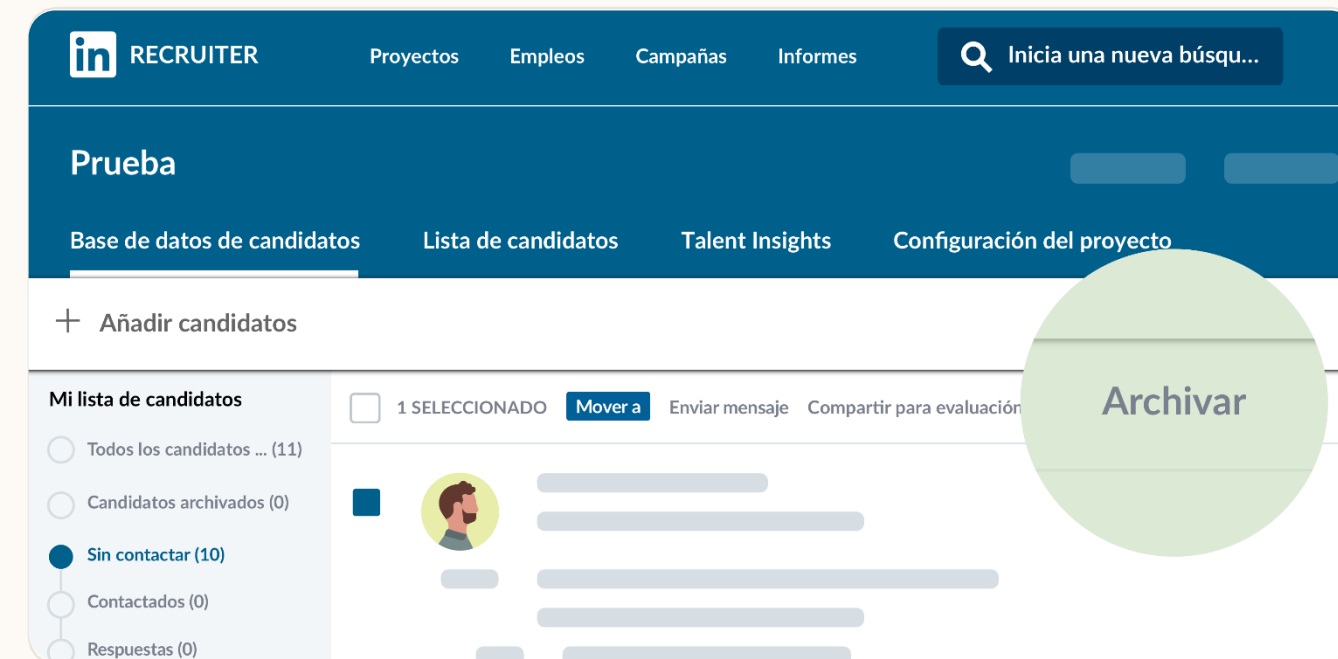 in RECRUITER Proyectos Empleos Campañas Informes Inicia una nueva búsqu...
Prueba
Base de datos de candidatos Lista de candidatos Talent Insights Configuración del proyecto
+ Añadir candidatos
Mi lista de candidatos
Todos los candidatos ... (11)
Candidatos archivados (0)
Sin contactar (10)
Contactados (0)
Respuestas (0)
1 SELECCIONADO Mover a Enviar mensaje Compartir para evaluación Archivar